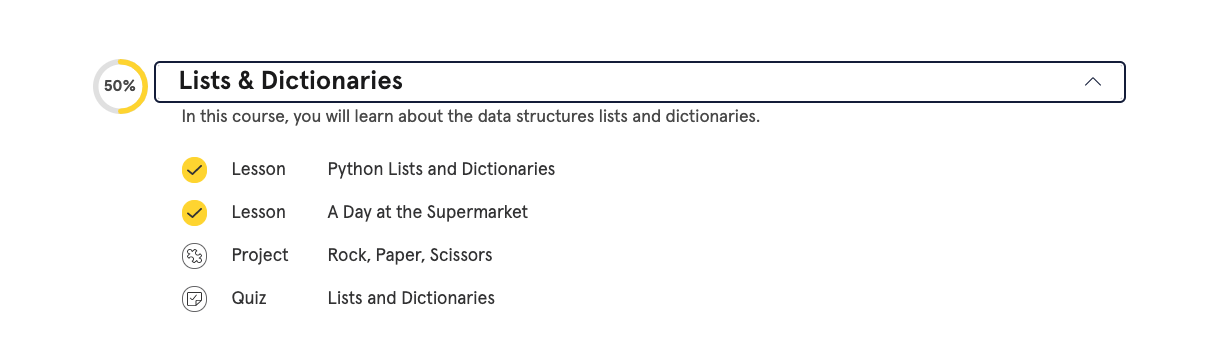 50%
Lists & Dictionaries
In this course, you will learn about the data structures lists and dictionaries.
Lesson Python Lists and Dictionaries
Lesson A Day at the Supermarket
Project Rock, Paper, Scissors
Quiz Lists and Dictionaries